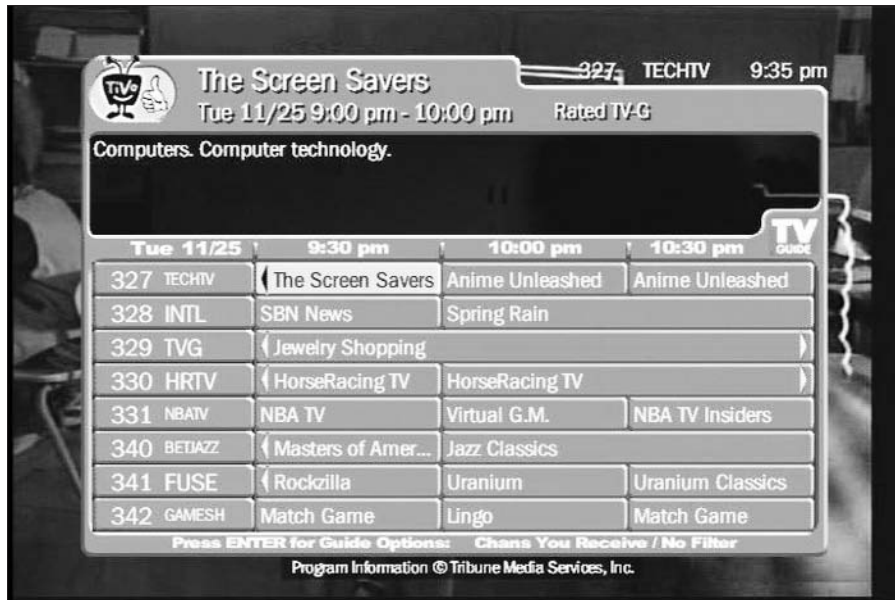 TiVo
The Screen Savers
327 TECHTV 9:35 pm
Tue 11/25 9:00 pm - 10:00 pm Rated TV-G
Computers. Computer technology.
TV
GUIDE
Tue 11/25 9:30 pm 10:00 pm 10:30 pm
327 TECHTV The Screen Savers Anime Unleashed Anime Unleashed
328 INTL SBN News Spring Rain
329 TVG Jewelry Shopping
330 HRTV HorseRacing TV HorseRacing TV
331 NBATV NBA TV Virtual G.M. NBA TV Insiders
340 BETJAZZ Masters of Amer... Jazz Classics
341 FUSE Rockzilla Uranium Uranium Classics
342 GAMESH Match Game Lingo Match Game
Press ENTER for Guide Options: Chans You Receive / No Filter
Program Information © Tribune Media Services, Inc.